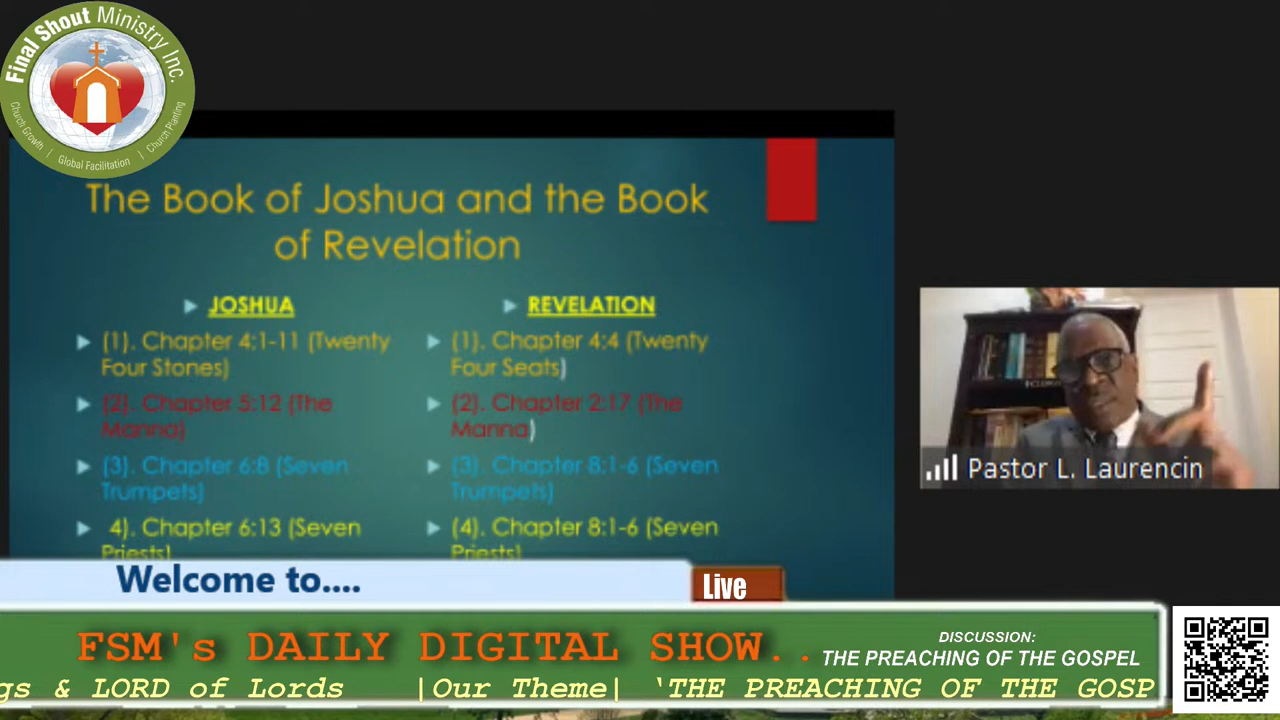 Final Shout Ministry Inc.
Church Growth | Global Facilitation | Church Planting
The Book of Joshua and the Book
of Revelation
JOSHUA
(1). Chapter 4:1-11 (Twenty
Four Stones)
(2). Chapter 5:12 (The
Manna)
(3). Chapter 6:8 (Seven
Trumpets)
4). Chapter 6:13 (Seven
Priests)
REVELATION
(1). Chapter 4:4 (Twenty
Four Seats)
(2). Chapter 2:17 (The
Manna)
(3). Chapter 8:1-6 (Seven
Trumpets)
(4). Chapter 8:1-6 (Seven
Priests)
Pastor L. Laurencin
Welcome to....
Live
FSM's DAILY DIGITAL SHOW..
DISCUSSION:
THE PREACHING OF THE GOSPEL
gs & LORD of Lords |Our Theme| 'THE PREACHING OF THE GOSP